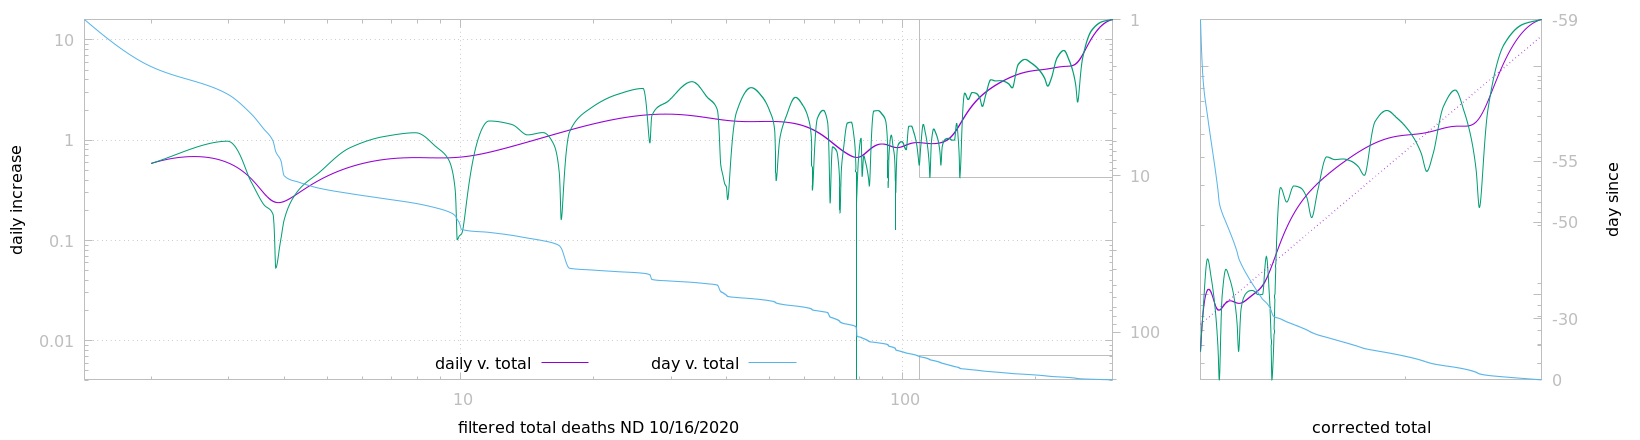 10
1
0.1
0.01
daily increase
daily v. total
day v. total
10
100
filtered total deaths ND 10/16/2020
1
10
100
-59
-55
-50
-30
0
day since
corrected total